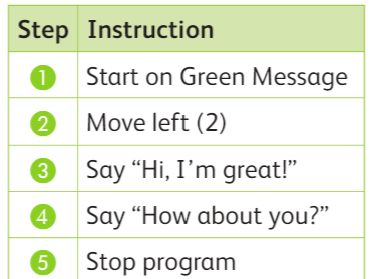 Step Instruction
1 Start on Green Message
2 Move left (2)
3 Say “Hi, I’m great!”
4 Say “How about you?”
5 Stop program